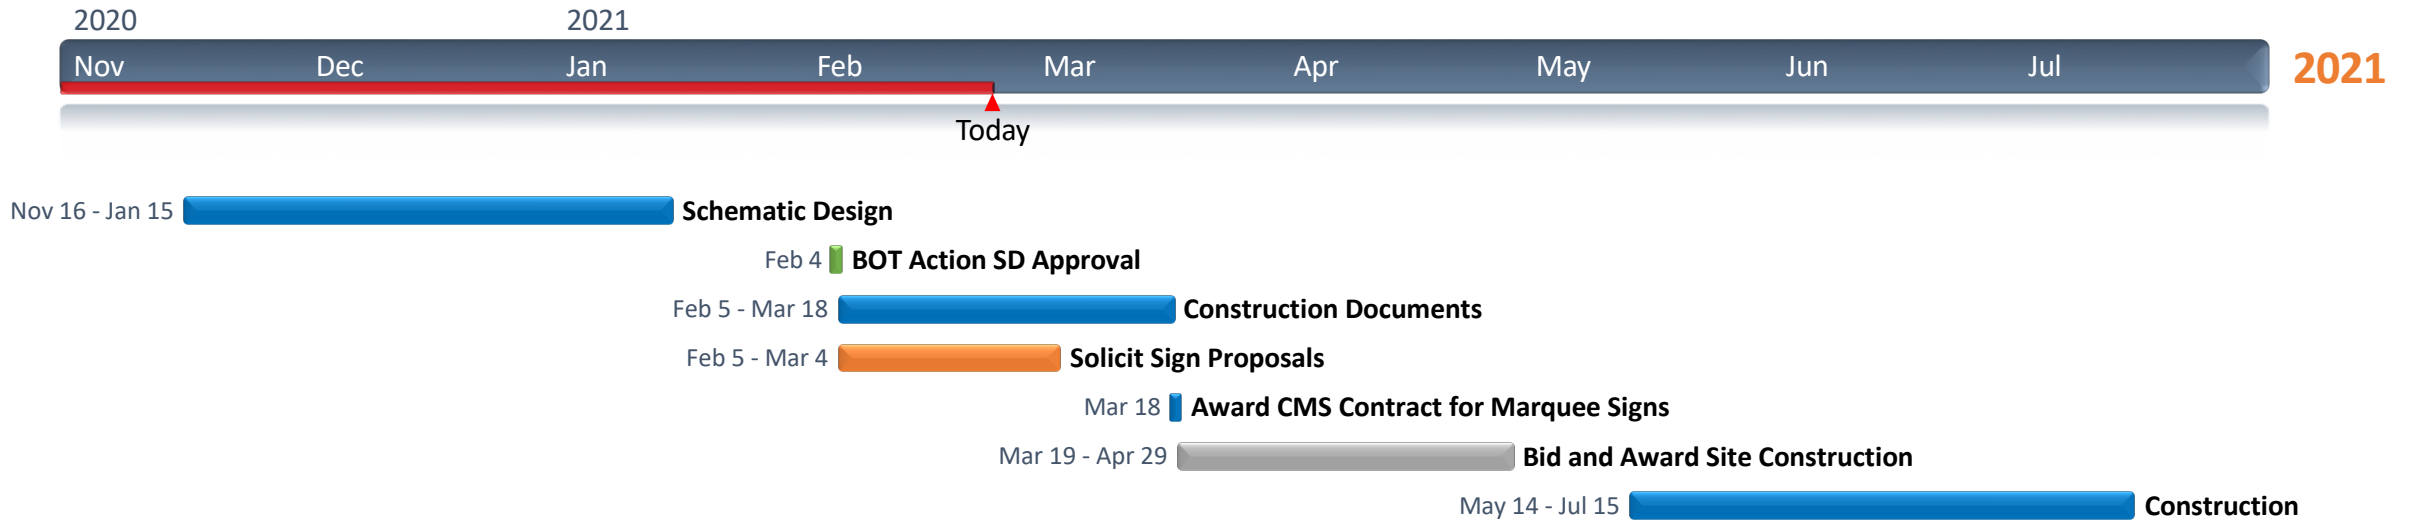 2020 2021
Nov Dec Jan Feb Mar Apr May Jun Jul 2021
Today
Nov 16 - Jan 15 Schematic Design
Feb 4 BOT Action SD Approval
Feb 5 - Mar 18 Construction Documents
Feb 5 - Mar 4 Solicit Sign Proposals
Mar 18 Award CMS Contract for Marquee Signs
Mar 19 - Apr 29 Bid and Award Site Construction
May 14 - Jul 15 Construction